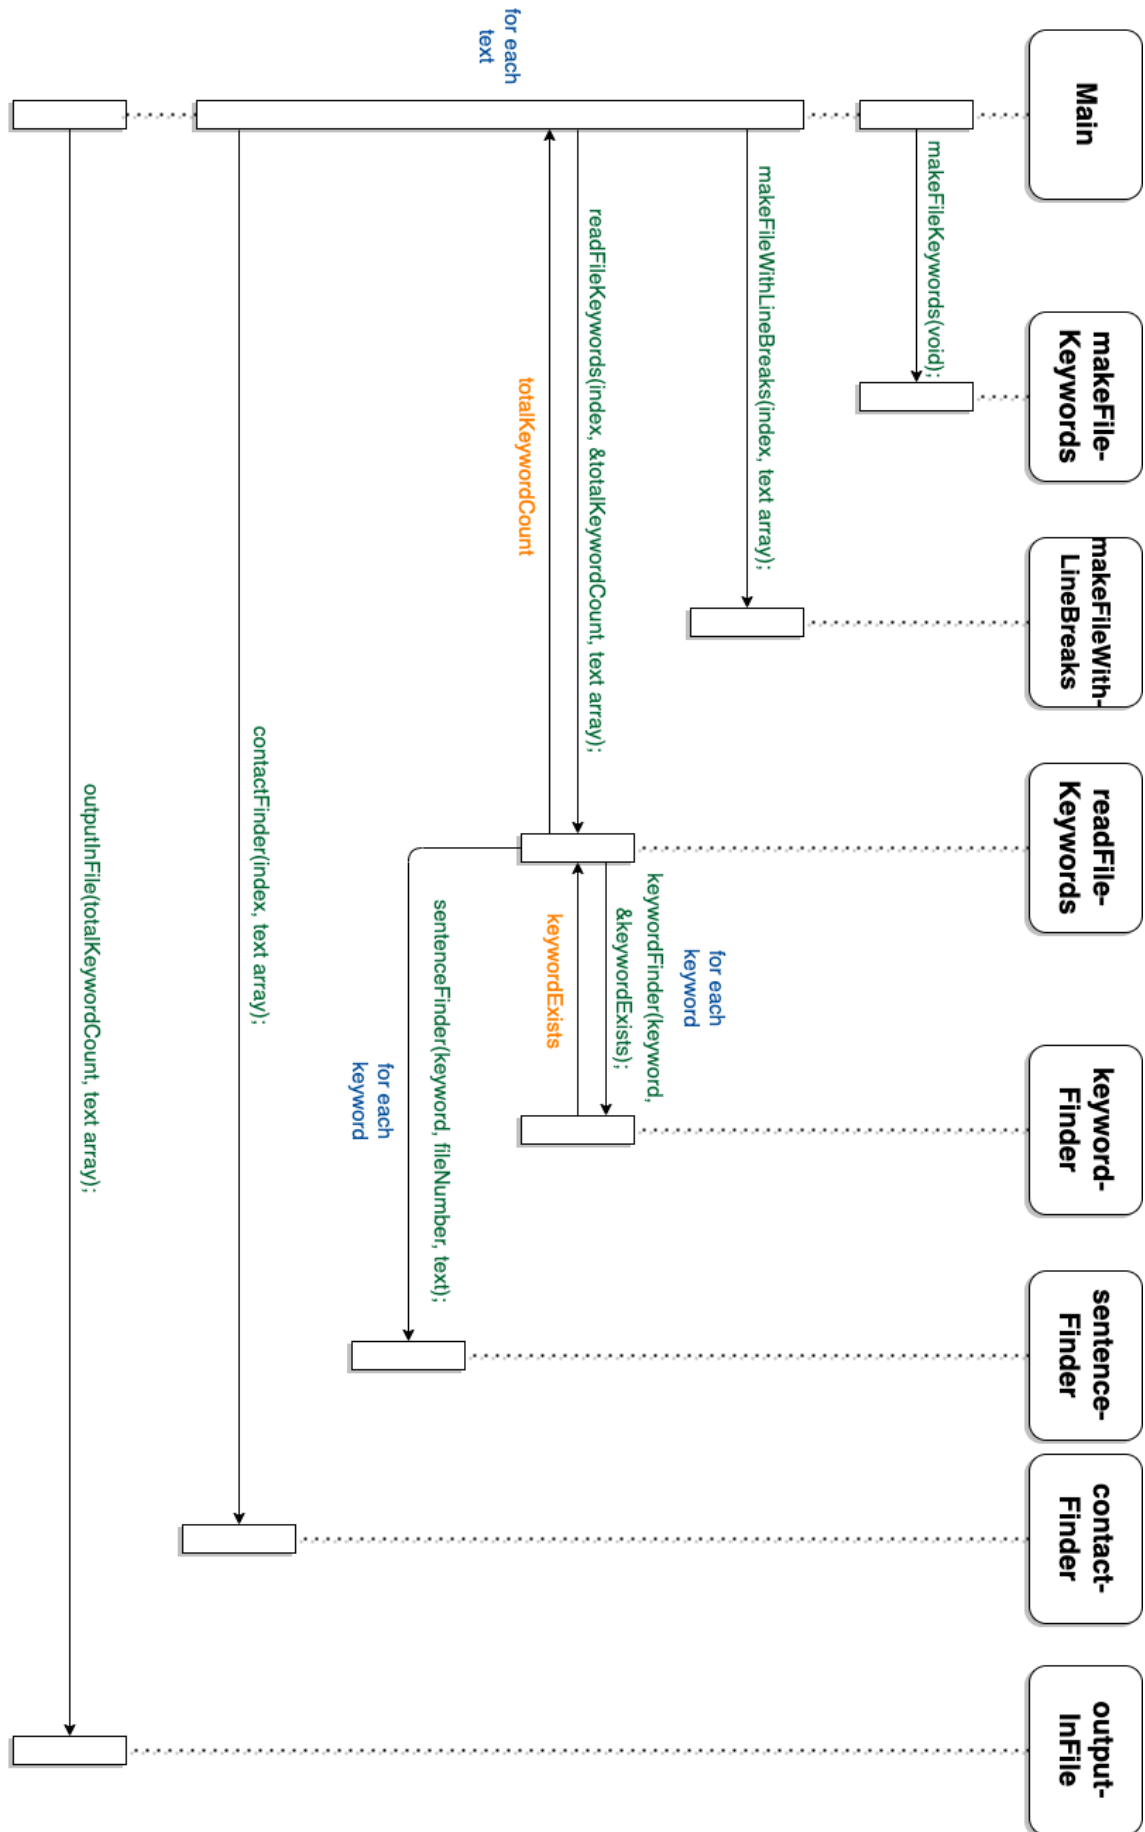 Main
makeFile-
Keywords
makeFileWith-
LineBreaks
readFile-
Keywords
keyword-
Finder
sentence-
Finder
contact-
Finder
output-
InFile
makeFileKeywords(void);
for each
text
makeFileWithLineBreaks(index, text array);
readFileKeywords(index, &totalKeywordCount, text array);
totalKeywordCount
for each
keyword
keywordFinder(keyword,
&keywordExists);
keywordExists
sentenceFinder(keyword, fileNumber, text);
for each
keyword
contactFinder(index, text array);
outputInFile(totalKeywordCount, text array);